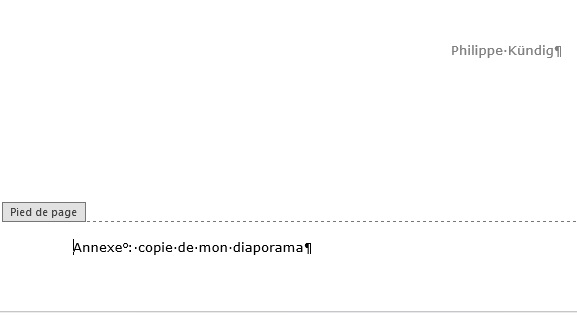 Philippe·Kündig¶
Pied de page
Annexe°:·copie·de·mon·diaporama¶